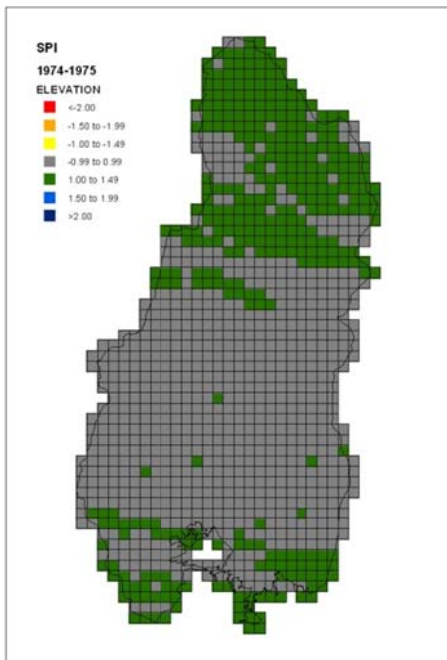 SPI
1974-1975
ELEVATION
<-2.00
-1.50 to -1.99
-1.00 to -1.49
-0.99 to 0.99
1.00 to 1.49
1.50 to 1.99
>2.00